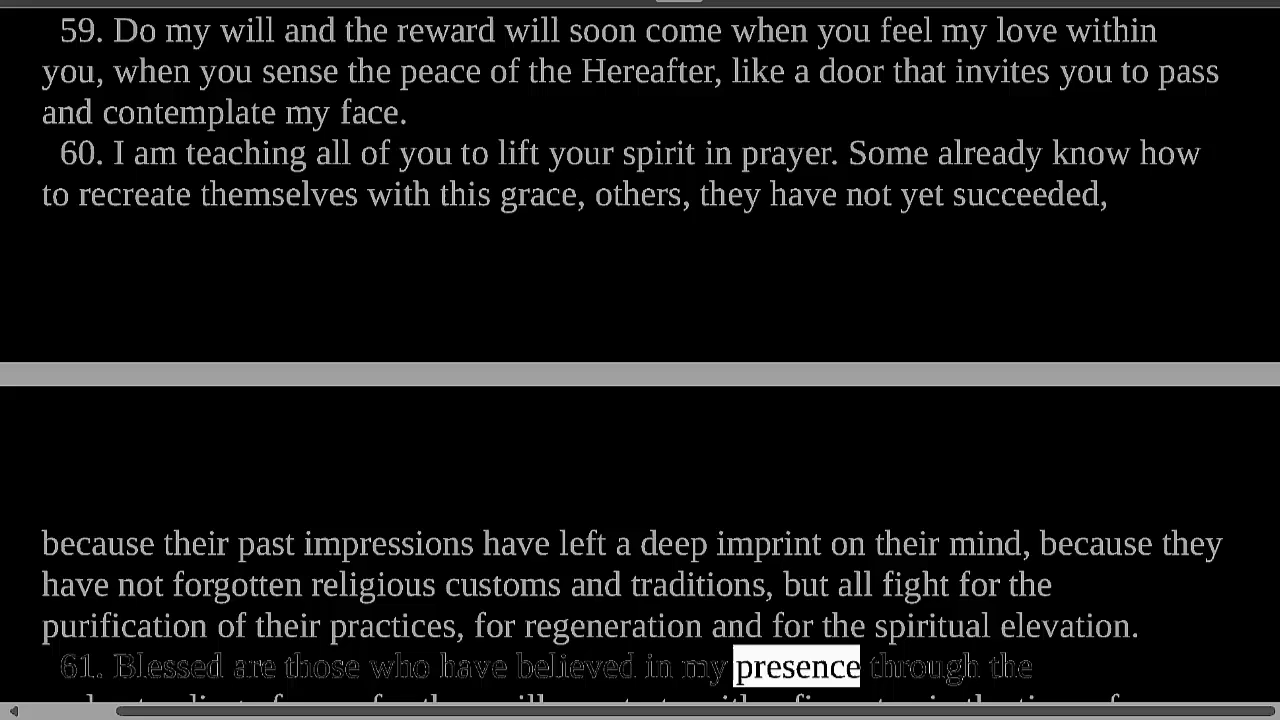 59. Do my will and the reward will soon come when you feel my love within
you, when you sense the peace of the Hereafter, like a door that invites you to pass
and contemplate my face.
60. I am teaching all of you to lift your spirit in prayer. Some already know how
to recreate themselves with this grace, others, they have not yet succeeded,
because their past impressions have left a deep imprint on their mind, because they
have not forgotten religious customs and traditions, but all fight for the
purification of their practices, for regeneration and for the spiritual elevation.
61. Blessed are those who have believed in my presence through the